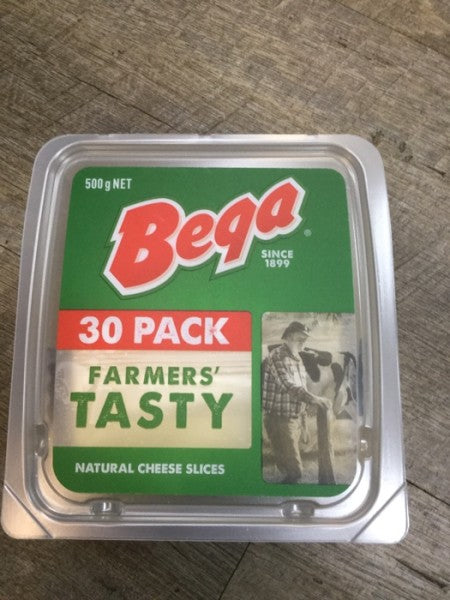 500g NET
Bega®
SINCE
1899
30 PACK
FARMERS'
TASTY
NATURAL CHEESE SLICES